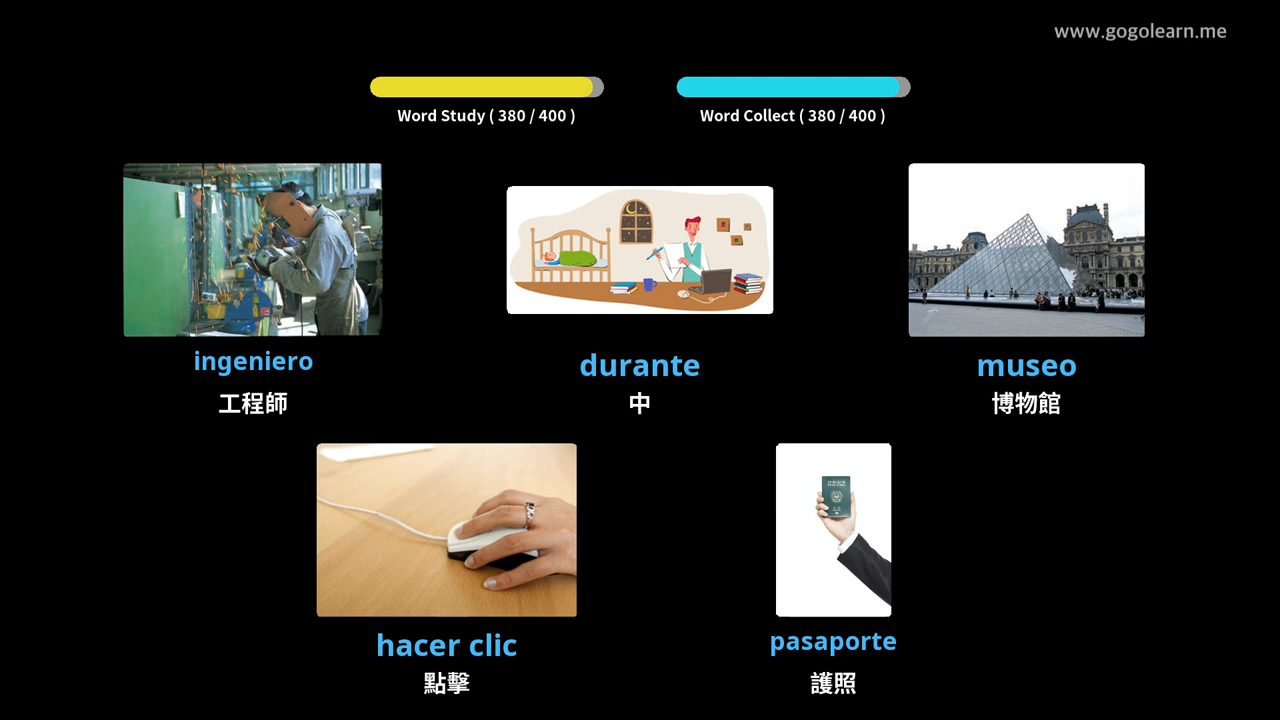 www.gogolearn.me
Word Study ( 380 / 400 )
Word Collect ( 380 / 400 )
ingeniero
工程師
durante
中
museo
博物館
hacer clic
點擊
pasaporte
護照